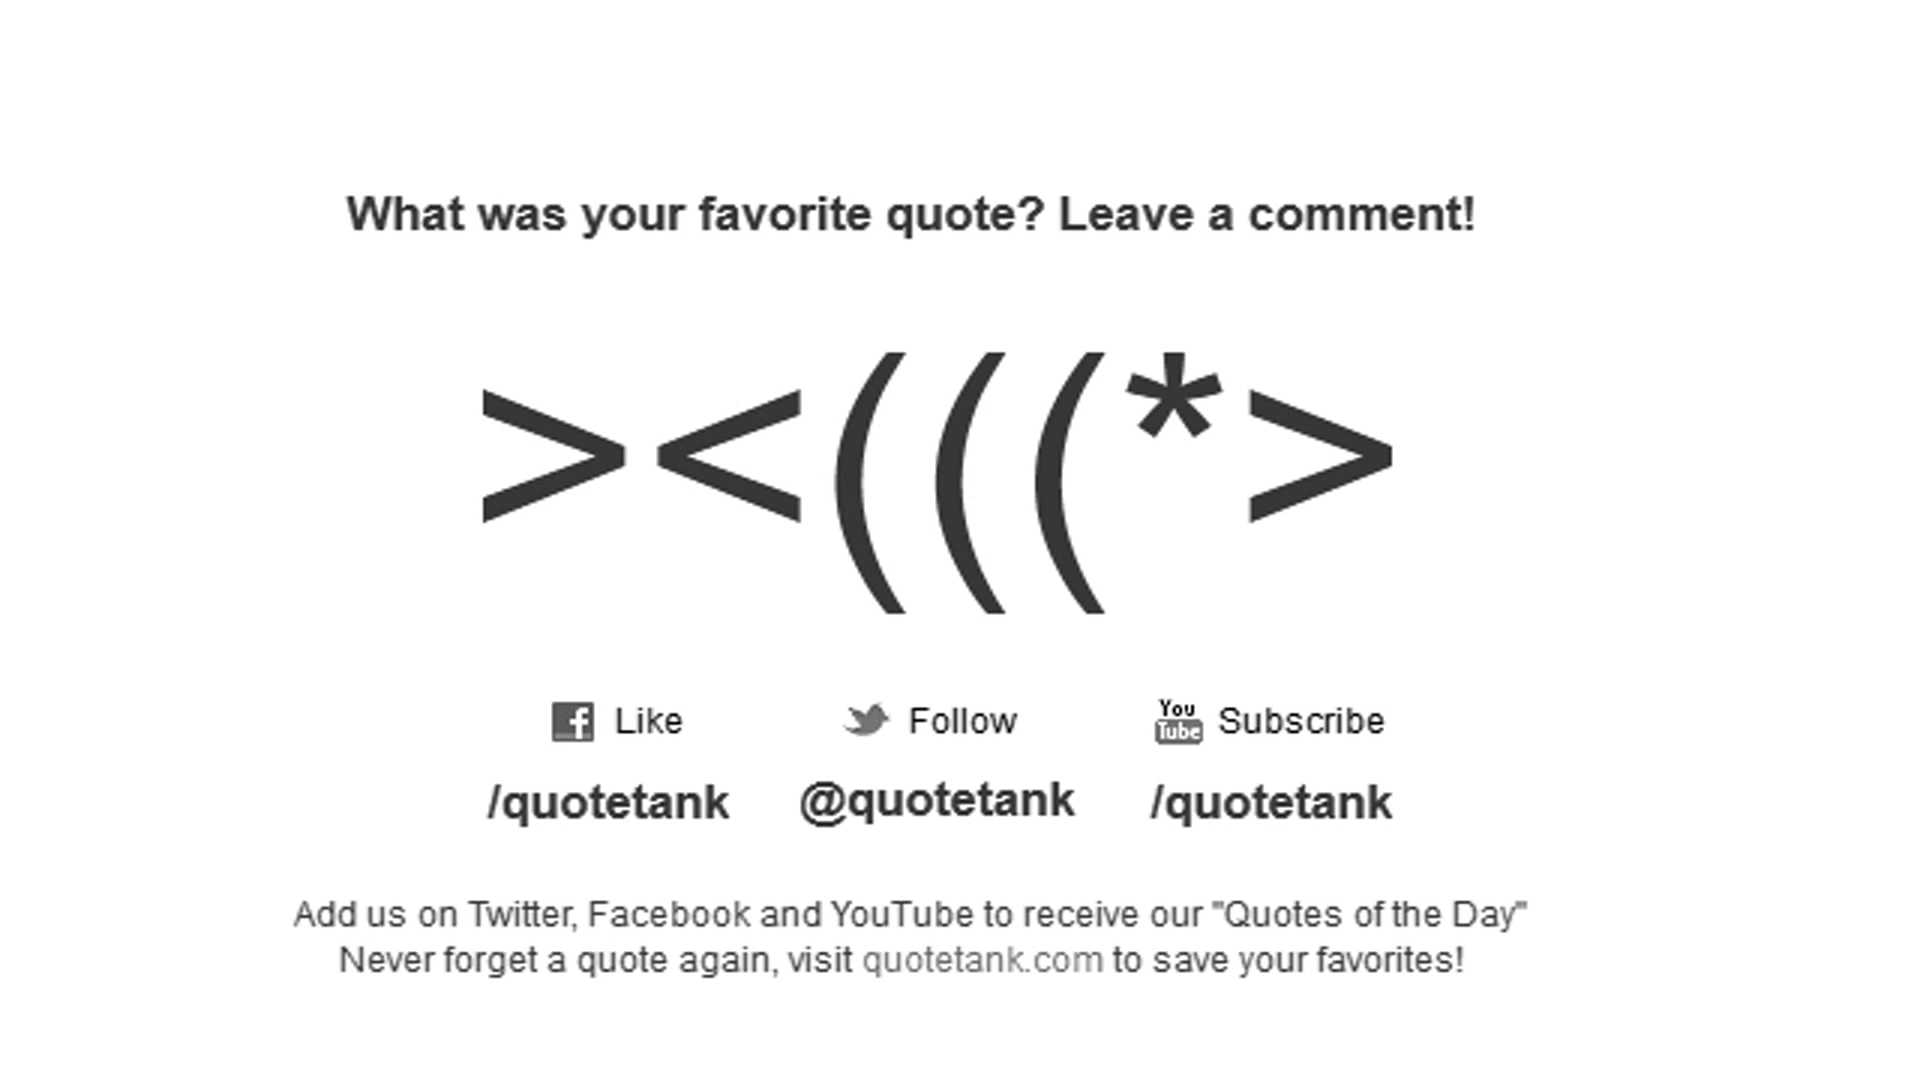 What was your favorite quote? Leave a comment!
><(((*>
f Like Follow You Tube Subscribe
/quotetank @quotetank /quotetank
Add us on Twitter, Facebook and YouTube to receive our "Quotes of the Day"
Never forget a quote again, visit quotetank.com to save your favorites!